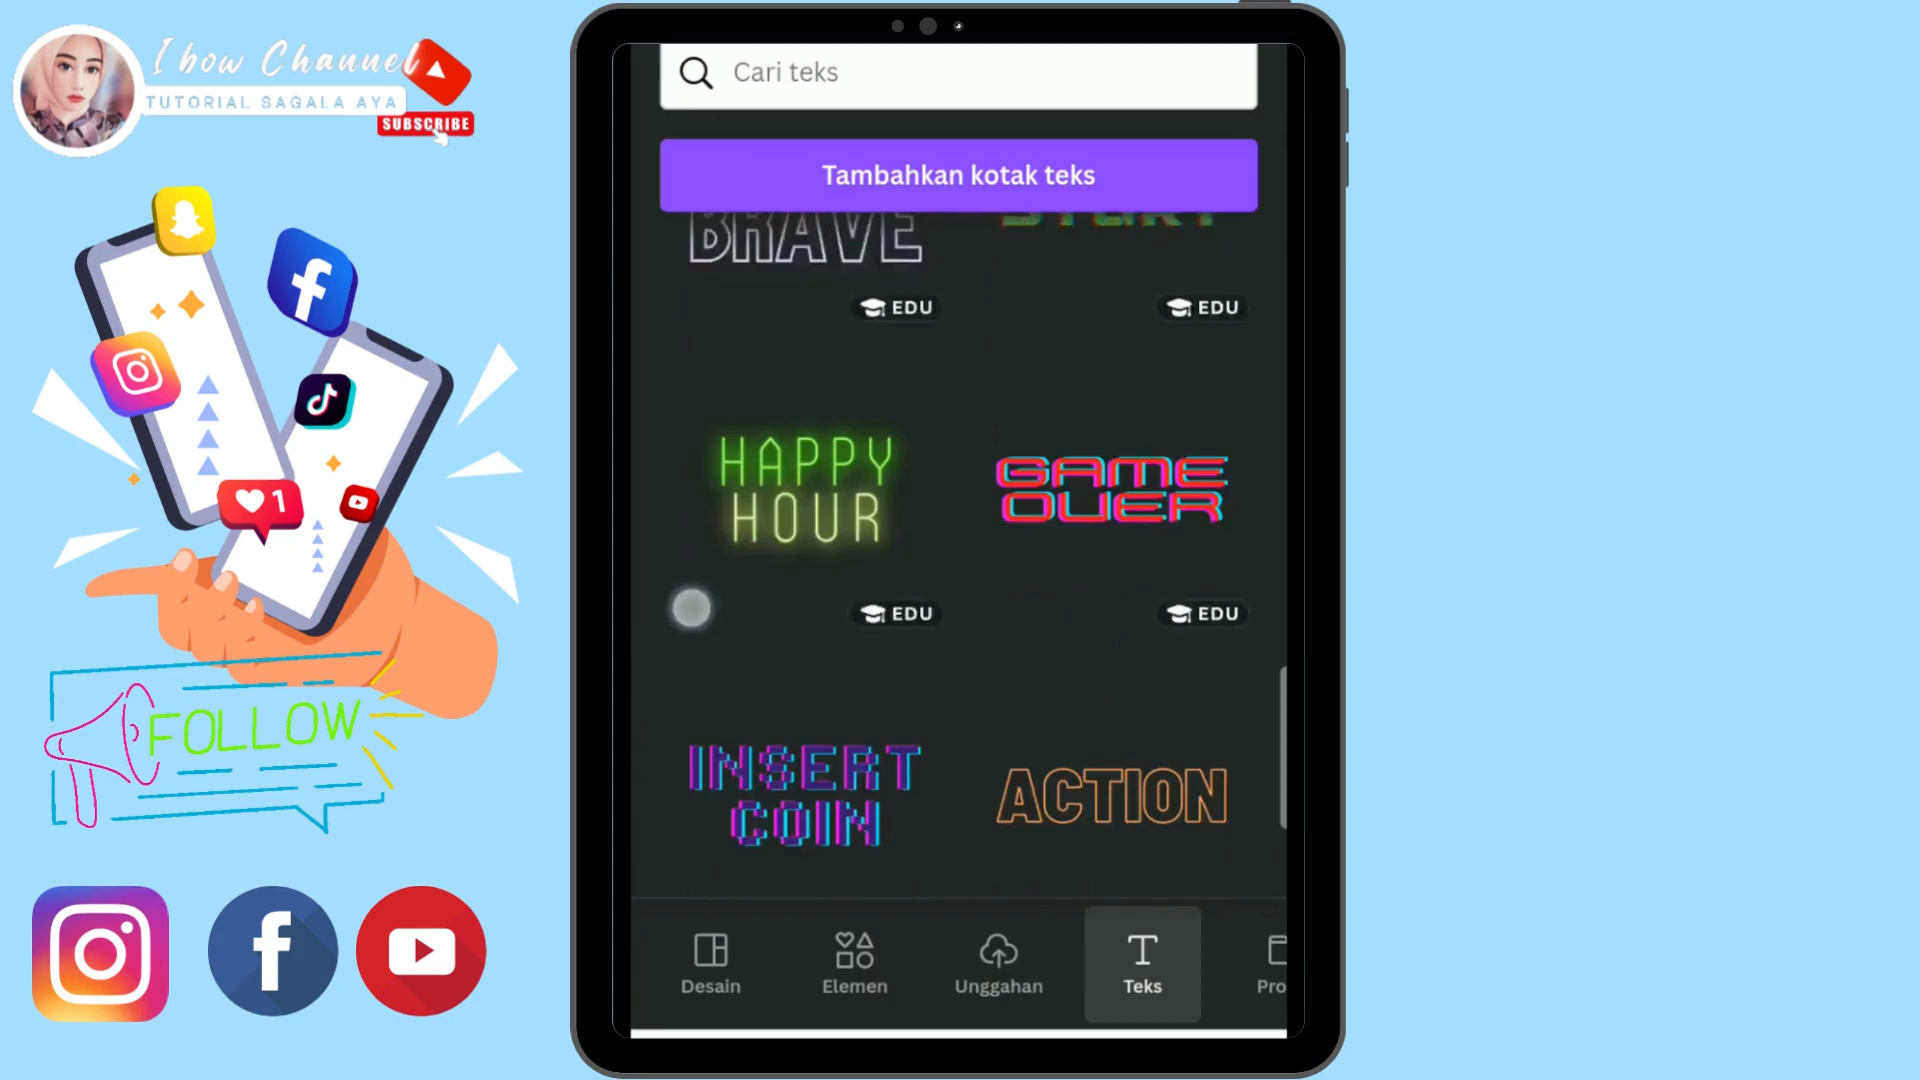 I bow Channel
TUTORIAL SAGALA AYA
SUBSCRIBE
1
FOLLOW
Cari teks
Tambahkan kotak teks
BRAVE
EDU
EDU
HAPPY
HOUR
GAME
OVER
EDU
EDU
INSERT
COIN
ACTION
Desain
Elemen
Unggahan
Teks
Pro